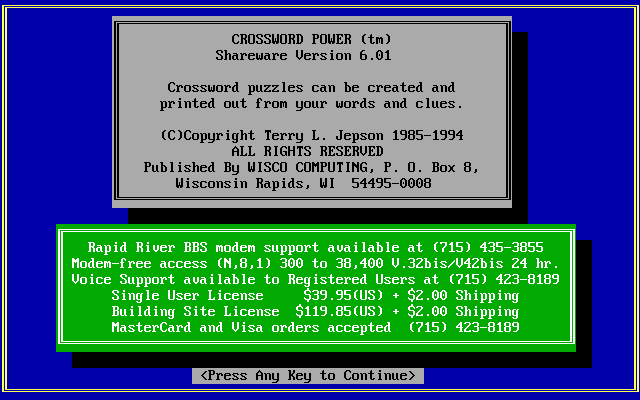 CROSSWORD POWER (tm)
Shareware Version 6.01
Crossword puzzles can be created and
printed out from your words and clues.
(C)Copyright Terry L. Jepson 1985-1994
ALL RIGHTS RESERVED
Published By WISCO COMPUTING, P. O. Box 8,
Wisconsin Rapids, WI  54495-0008
Rapid River BBS modem support available at (715) 435-3855
Modem-free access (N,8,1) 300 to 38,400 V.32bis/V42bis 24 hr.
Voice Support available to Registered Users at (715) 423-8189
Single User License     $39.95(US) + $2.00 Shipping
Building Site License  $119.85(US) + $2.00 Shipping
MasterCard and Visa orders accepted  (715) 423-8189
<Press Any Key to Continue>